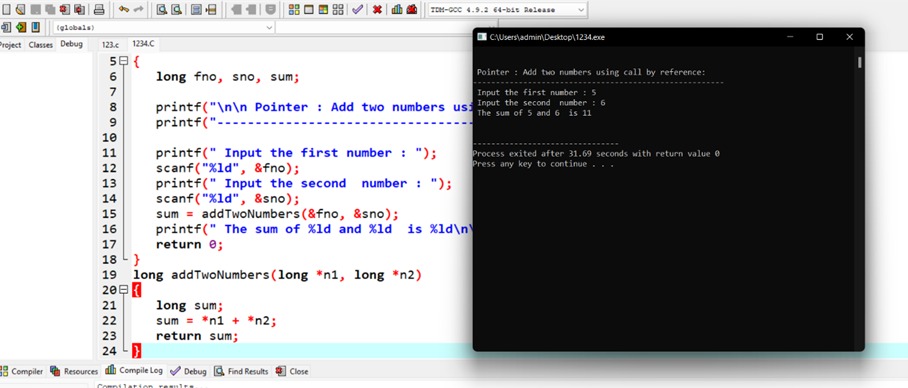 TDM-GCC 4.9.2 64-bit Release
(globals)
Project Classes Debug
123.c 1234.C
5 {
6 long fno, sno, sum;
7
8 printf("\n\n Pointer : Add two numbers usi
9 printf("----------------------------------
10
11 printf(" Input the first number : ");
12 scanf("%ld", &fno);
13 printf(" Input the second  number : ");
14 scanf("%ld", &sno);
15 sum = addTwoNumbers(&fno, &sno);
16 printf(" The sum of %ld and %ld  is %ld\n\
17 return 0;
18 }
19 long addTwoNumbers(long *n1, long *n2)
20 {
21 long sum;
22 sum = *n1 + *n2;
23 return sum;
24 }
C:\Users\admin\Desktop\1234.exe
Pointer : Add two numbers using call by reference:
-------------------------------------------------------
Input the first number : 5
Input the second  number : 6
The sum of 5 and 6  is 11
--------------------------------
Process exited after 31.69 seconds with return value 0
Press any key to continue . . .
Compiler Resources Compile Log Debug Find Results Close
Compilation results...